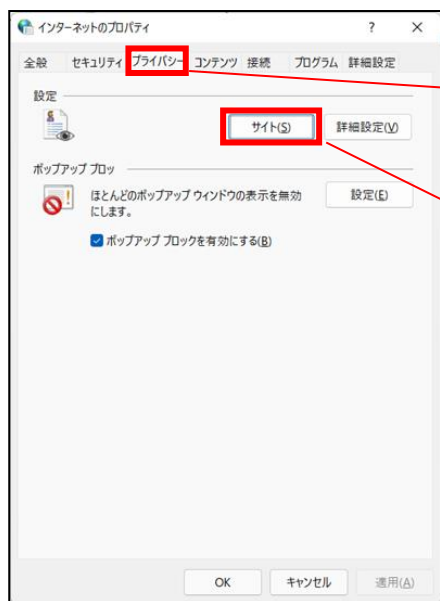 インターネットのプロパティ ? ×
全般 セキュリティ プライバシー コンテンツ 接続 プログラム 詳細設定
設定
サイト(S) 詳細設定(V)
ポップアップ ブロッ
ほとんどのポップアップ ウィンドウの表示を無効 設定(E)
にします。
ポップアップ ブロックを有効にする(B)
OK キャンセル 適用(A)